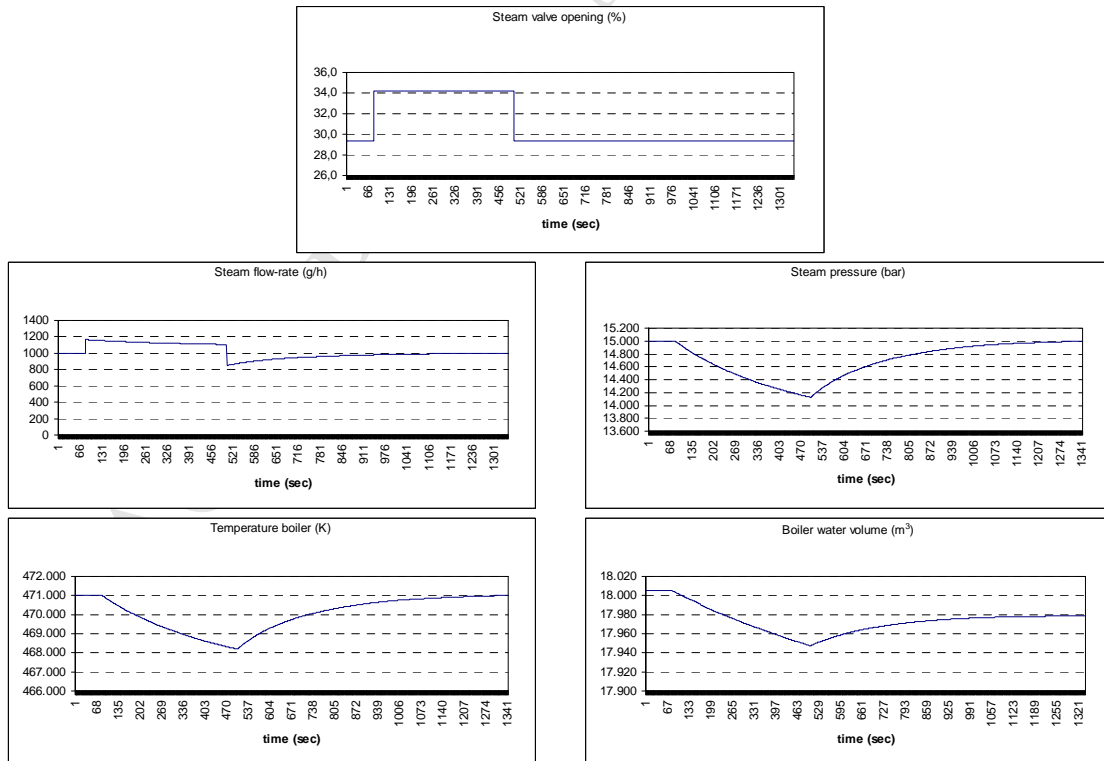 Steam valve opening (%)
36,0
34,0
32,0
30,0
28,0
26,0
1 66 131 196 261 326 391 456 521 586 651 716 781 846 911 976 1041 1106 1171 1236 1301
time (sec)
Steam flow-rate (g/h)
1400
1200
1000
800
600
400
200
0
1 66 131 196 261 326 391 456 521 586 651 716 781 846 911 976 1041 1106 1171 1236 1301
time (sec)
Steam pressure (bar)
15.200
15.000
14.800
14.600
14.400
14.200
14.000
13.800
13.600
1 68 135 202 269 336 403 470 537 604 671 738 805 872 939 1006 1073 1140 1207 1274 1341
time (sec)
Temperature boiler (K)
472.000
471.000
470.000
469.000
468.000
467.000
466.000
1 68 135 202 269 336 403 470 537 604 671 738 805 872 939 1006 1073 1140 1207 1274 1341
time (sec)
Boiler water volume (m³)
18.020
18.000
17.980
17.960
17.940
17.920
17.900
1 67 133 199 265 331 397 463 529 595 661 727 793 859 925 991 1057 1123 1189 1255 1321
time (sec)